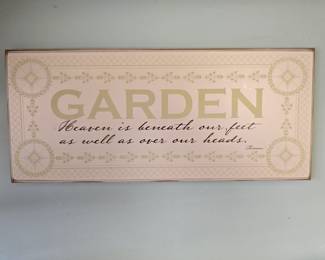 GARDEN
Heaven is beneath our feet
as well as over our heads.